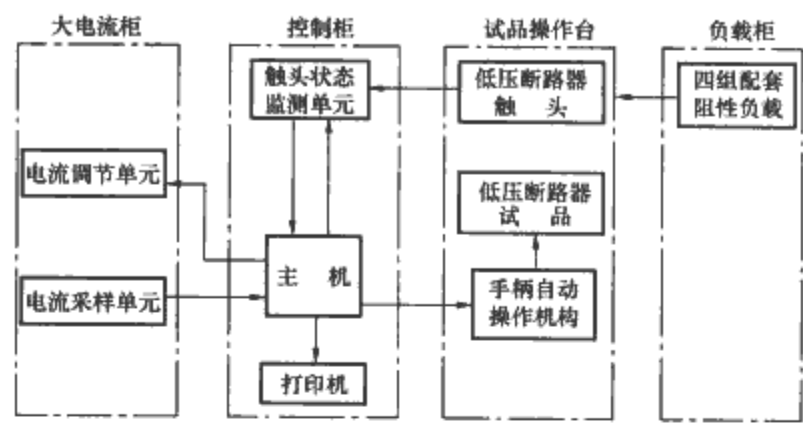 大电流柜
控制柜
试品操作台
负载柜
触头状态
监测单元
低压断路器
触 头
四组配套
阻性负载
电流调节单元
低压断路器
试 品
主 机
电流采样单元
手柄自动
操作机构
打印机